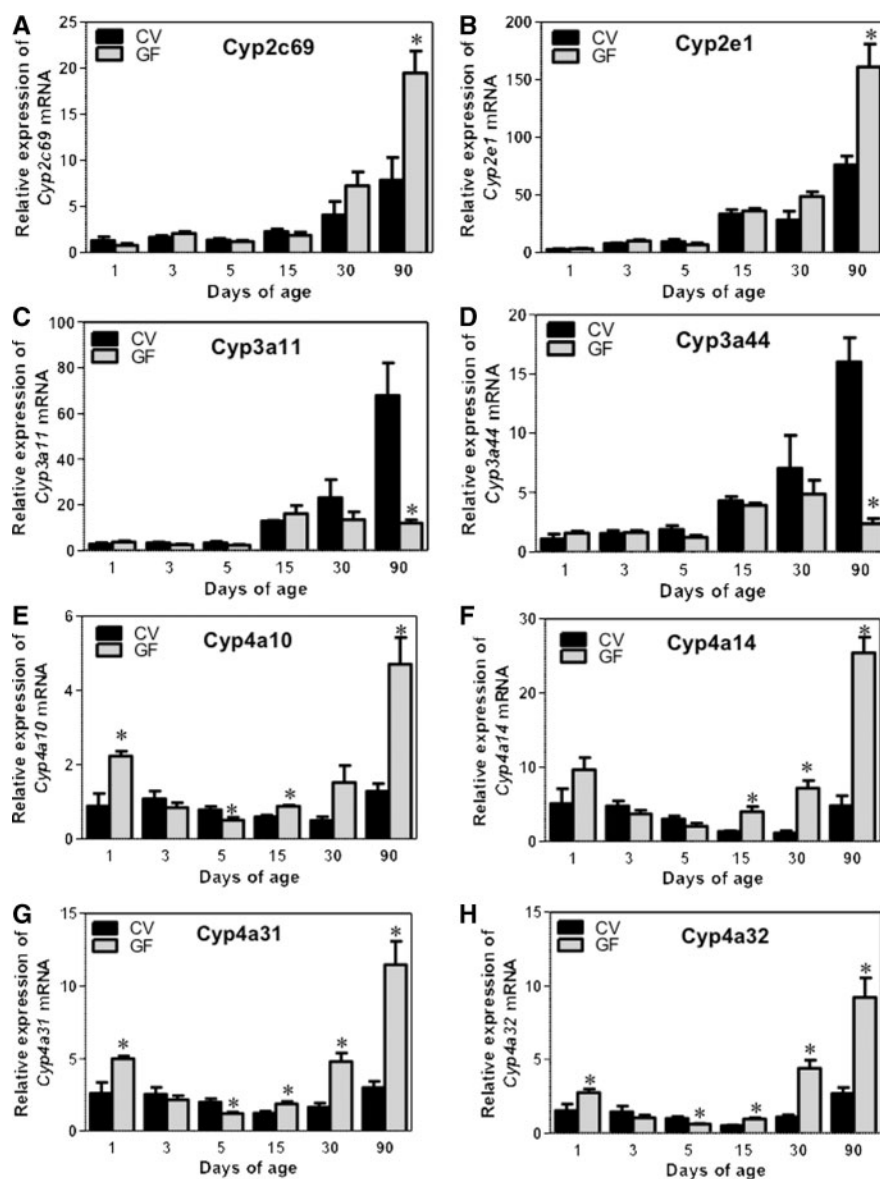 A
CV
GF
Cyp2c69
*
Relative expression of
Cyp2c69 mRNA
25
20
15
10
5
0
1 3 5 15 30 90
Days of age
B
CV
GF
Cyp2e1
*
Relative expression of
Cyp2e1 mRNA
200
150
100
50
0
1 3 5 15 30 90
Days of age
C
CV
GF
Cyp3a11
*
Relative expression of
Cyp3a11 mRNA
100
80
60
40
20
0
1 3 5 15 30 90
Days of age
D
CV
GF
Cyp3a44
*
Relative expression of
Cyp3a44 mRNA
20
15
10
5
0
1 3 5 15 30 90
Days of age
E
CV
GF
Cyp4a10
* * * *
Relative expression of
Cyp4a10 mRNA
6
4
2
0
1 3 5 15 30 90
Days of age
F
CV
GF
Cyp4a14
* * *
Relative expression of
Cyp4a14 mRNA
30
20
10
0
1 3 5 15 30 90
Days of age
G
CV
GF
Cyp4a31
* * * * *
Relative expression of
Cyp4a31 mRNA
15
10
5
0
1 3 5 15 30 90
Days of age
H
CV
GF
Cyp4a32
* * * * *
Relative expression of
Cyp4a32 mRNA
15
10
5
0
1 3 5 15 30 90
Days of age